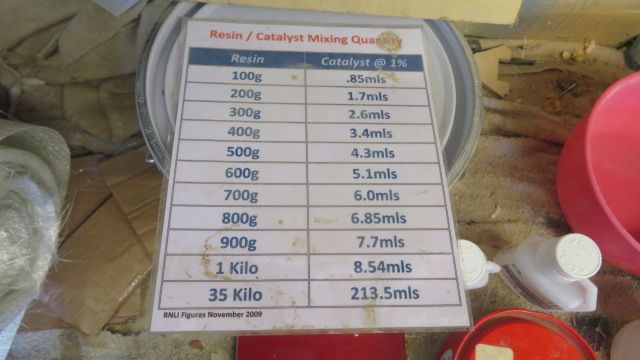 Resin / Catalyst Mixing Quantity
Resin Catalyst @ 1%
100g .85mls
200g 1.7mls
300g 2.6mls
400g 3.4mls
500g 4.3mls
600g 5.1mls
700g 6.0mls
800g 6.85mls
900g 7.7mls
1 Kilo 8.54mls
35 Kilo 213.5mls
RNLI Figures November 2009